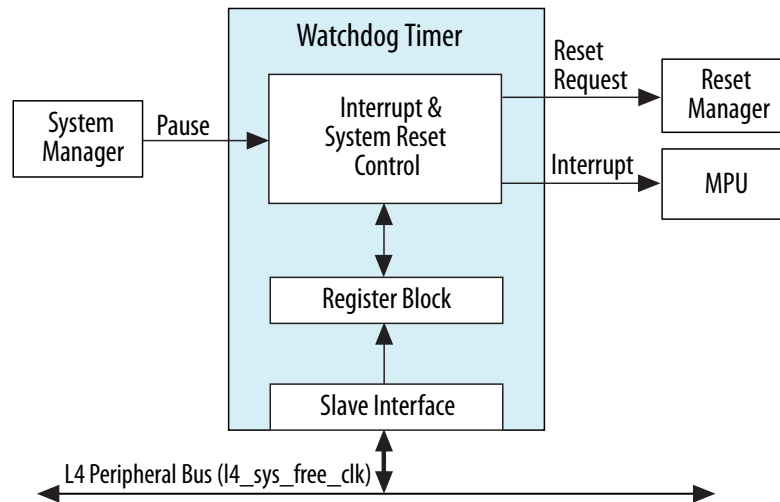 Watchdog Timer
Reset
Request
Reset
Manager
System
Manager
Pause
Interrupt &
System Reset
Control
Interrupt
MPU
Register Block
Slave Interface
L4 Peripheral Bus (l4_sys_free_clk)